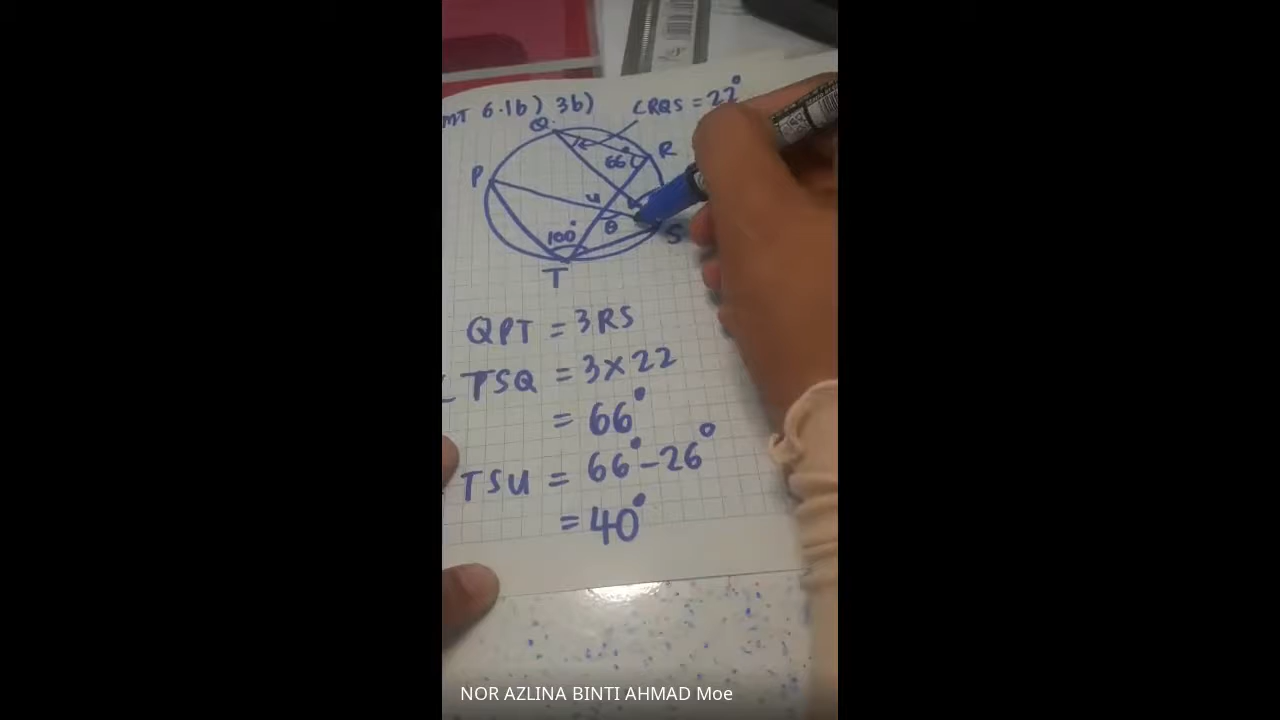 MT 6.1b) 3b)
∠RQS = 22°
Q
R
66°
P
U
θ
S
100°
T
QPT = 3RS
∠TSQ = 3×22
= 66°
TSU = 66° - 26°
= 40°
NOR AZLINA BINTI AHMAD Moe